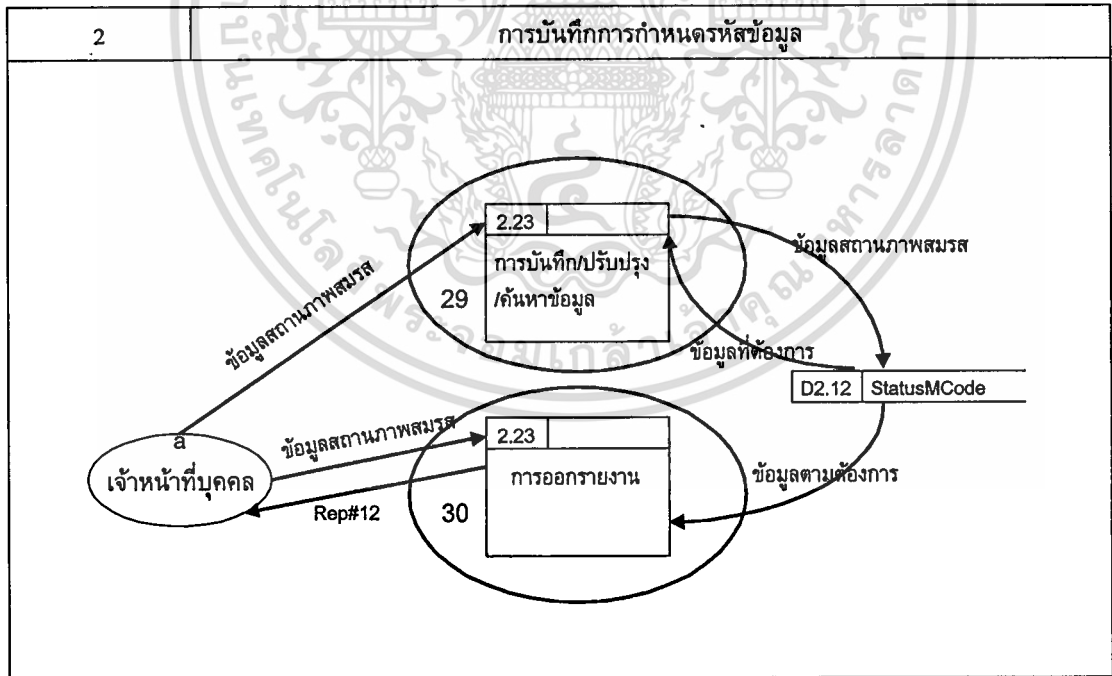 2
การบันทึกการกำหนดรหัสข้อมูล
2.23
การบันทึก/ปรับปรุง
/ค้นหาข้อมูล
29
ข้อมูลสถานภาพสมรส
ข้อมูลสถานภาพสมรส
ข้อมูลที่ต้องการ
D2.12 StatusMCode
a
เจ้าหน้าที่บุคคล
ข้อมูลสถานภาพสมรส
Rep#12
2.23
การออกรายงาน
30
ข้อมูลตามต้องการ